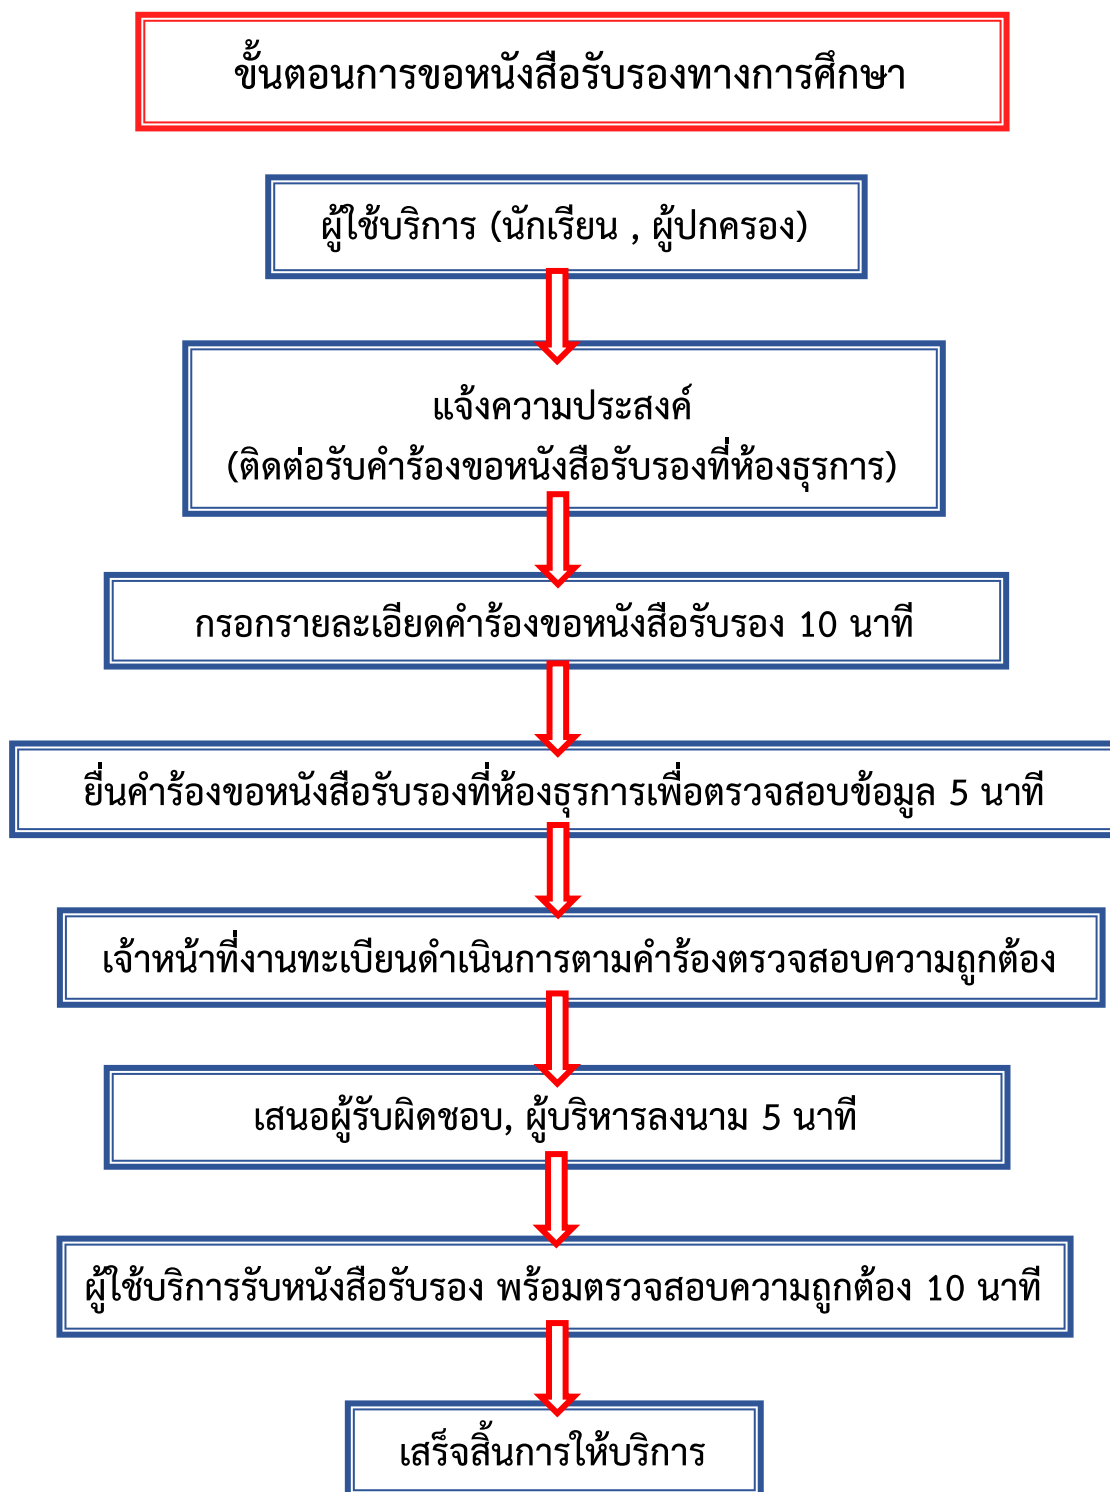 ขั้นตอนการขอหนังสือรับรองทางการศึกษา
ผู้ใช้บริการ (นักเรียน , ผู้ปกครอง)
แจ้งความประสงค์
(ติดต่อรับคำร้องขอหนังสือรับรองที่ห้องธุรการ)
กรอกรายละเอียดคำร้องขอหนังสือรับรอง 10 นาที
ยื่นคำร้องขอหนังสือรับรองที่ห้องธุรการเพื่อตรวจสอบข้อมูล 5 นาที
เจ้าหน้าที่งานทะเบียนดำเนินการตามคำร้องตรวจสอบความถูกต้อง
เสนอผู้รับผิดชอบ, ผู้บริหารลงนาม 5 นาที
ผู้ใช้บริการรับหนังสือรับรอง พร้อมตรวจสอบความถูกต้อง 10 นาที
เสร็จสิ้นการให้บริการ